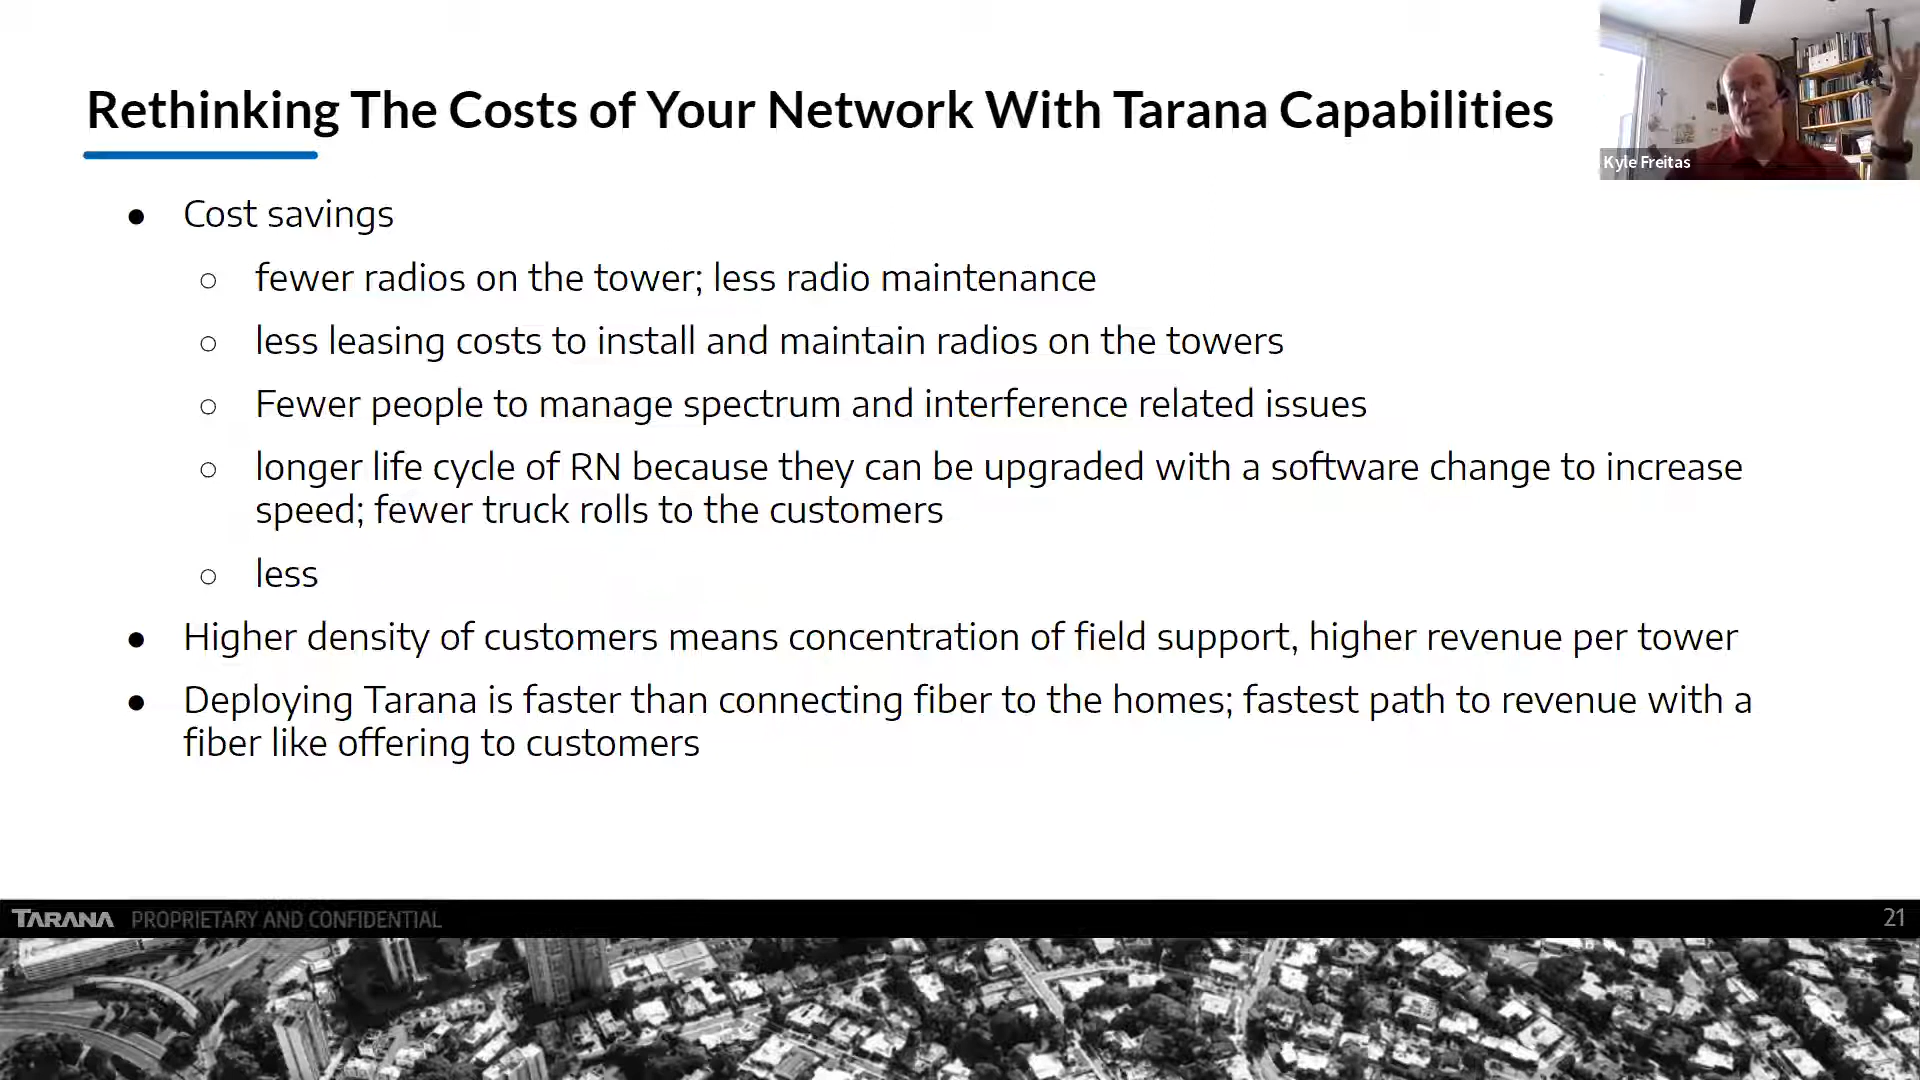 Rethinking The Costs of Your Network With Tarana Capabilities
Kyle Freitas
● Cost savings
○ fewer radios on the tower; less radio maintenance
○ less leasing costs to install and maintain radios on the towers
○ Fewer people to manage spectrum and interference related issues
○ longer life cycle of RN because they can be upgraded with a software change to increase
speed; fewer truck rolls to the customers
○ less
● Higher density of customers means concentration of field support, higher revenue per tower
● Deploying Tarana is faster than connecting fiber to the homes; fastest path to revenue with a
fiber like offering to customers
TARANA PROPRIETARY AND CONFIDENTIAL
21